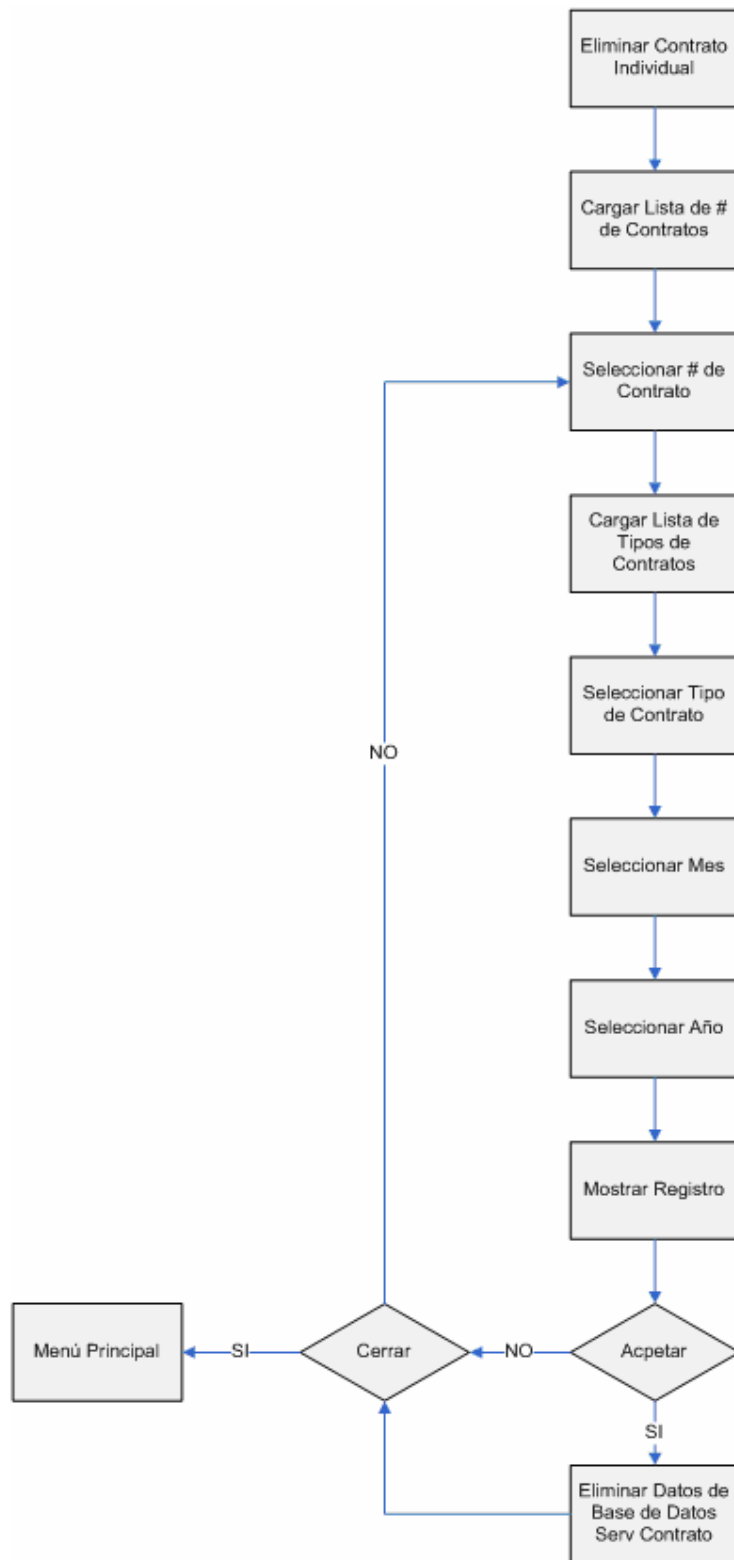 Eliminar Contrato
Individual
Cargar Lista de #
de Contratos
Seleccionar # de
Contrato
Cargar Lista de
Tipos de
Contratos
Seleccionar Tipo
de Contrato
NO
Seleccionar Mes
Seleccionar Año
Mostrar Registro
Menú Principal
SI
Cerrar
NO
Acpetar
SI
Eliminar Datos de
Base de Datos
Serv Contrato